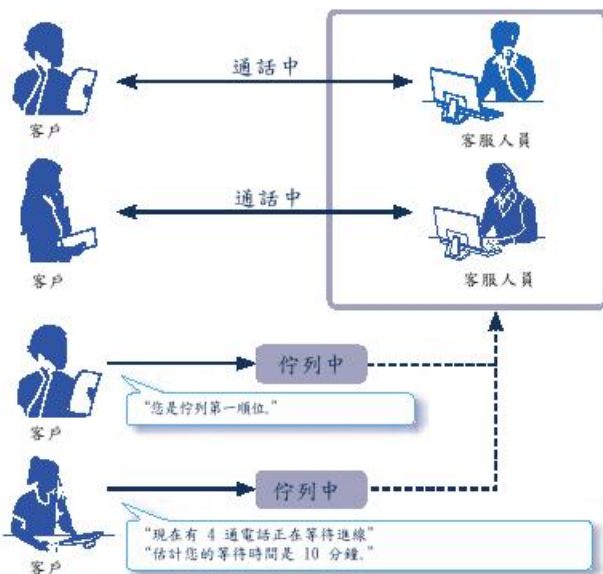 通話中
客戶
客服人員
通話中
客戶
客服人員
佇列中
"您是佇列第一順位."
客戶
佇列中
"現在有 4 通電話正在等待進線"
"估計您的等待時間是 10 分鐘."
客戶